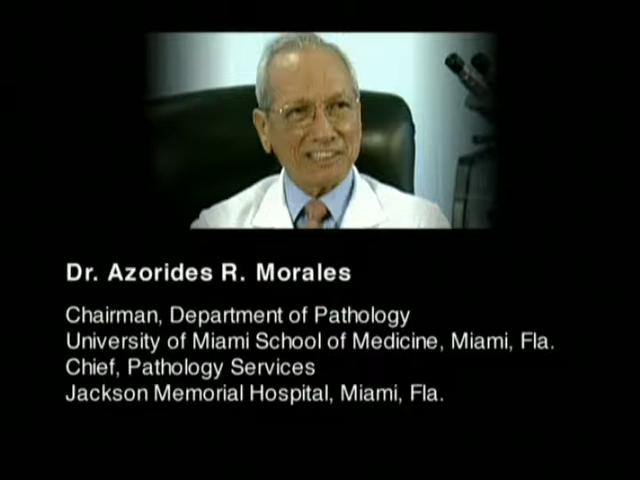 Dr. Azorides R. Morales
Chairman, Department of Pathology
University of Miami School of Medicine, Miami, Fla.
Chief, Pathology Services
Jackson Memorial Hospital, Miami, Fla.